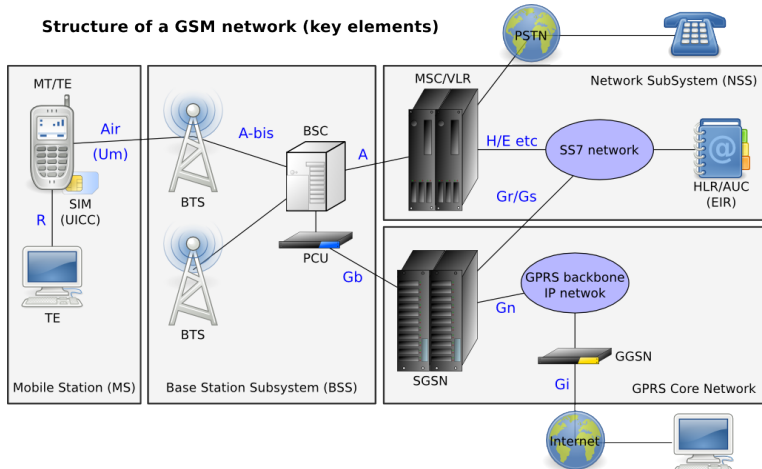 Structure of a GSM network (key elements)
PSTN
MT/TE
MSC/VLR
Network SubSystem (NSS)
Air
(Um)
A-bis
BSC
A
H/E etc
SS7 network
SIM
(UICC)
BTS
HLR/AUC
(EIR)
R
Gr/Gs
PCU
Gb
GPRS backbone
IP netwok
Gn
TE
BTS
SGSN
GGSN
Gi
Mobile Station (MS)
Base Station Subsystem (BSS)
GPRS Core Network
Internet